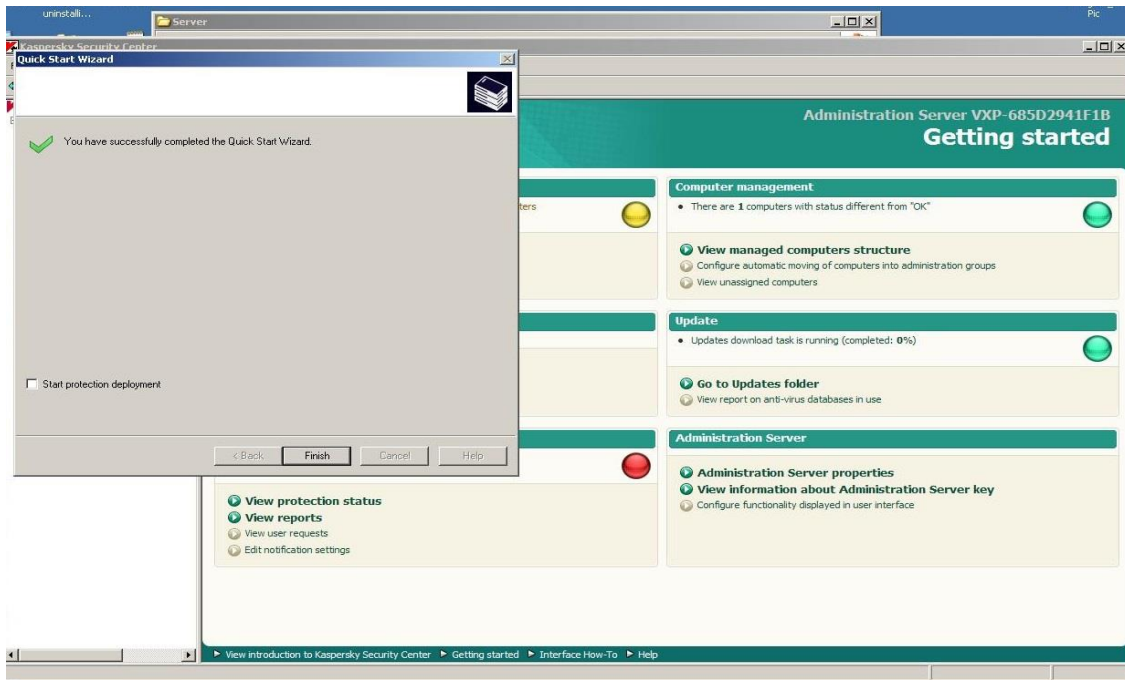 uninstalli...
Pic
Server
Kaspersky Security Center
Quick Start Wizard
You have successfully completed the Quick Start Wizard.
Start protection deployment
< Back
Finish
Cancel
Help
Administration Server VXP-685D2941F1B
Getting started
Computer management
There are 1 computers with status different from "OK"
View managed computers structure
Configure automatic moving of computers into administration groups
View unassigned computers
Update
Updates download task is running (completed: 0%)
Go to Updates folder
View report on anti-virus databases in use
View protection status
View reports
View user requests
Edit notification settings
Administration Server
Administration Server properties
View information about Administration Server key
Configure functionality displayed in user interface
View introduction to Kaspersky Security Center
Getting started
Interface How-To
Help